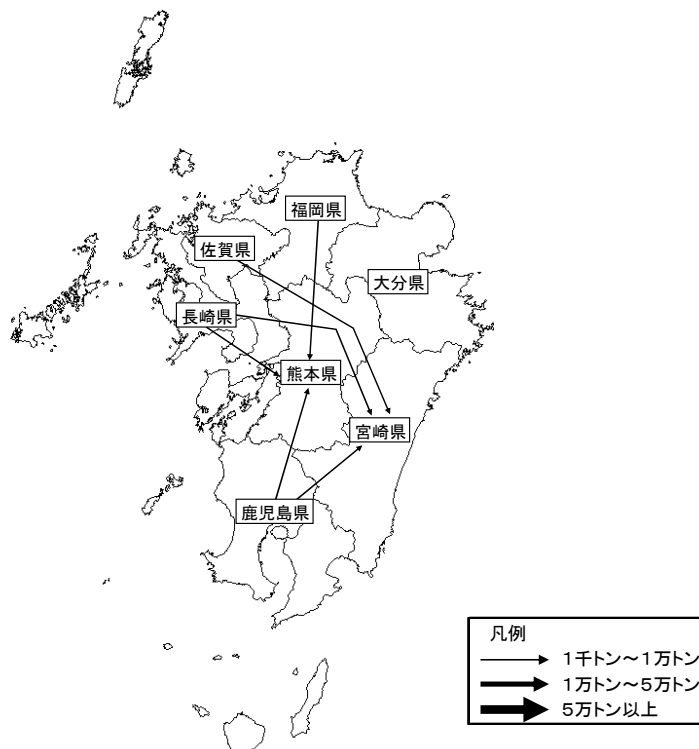 福岡県
佐賀県
大分県
長崎県
熊本県
宮崎県
鹿児島県
凡例
１千トン～１万トン
１万トン～５万トン
５万トン以上